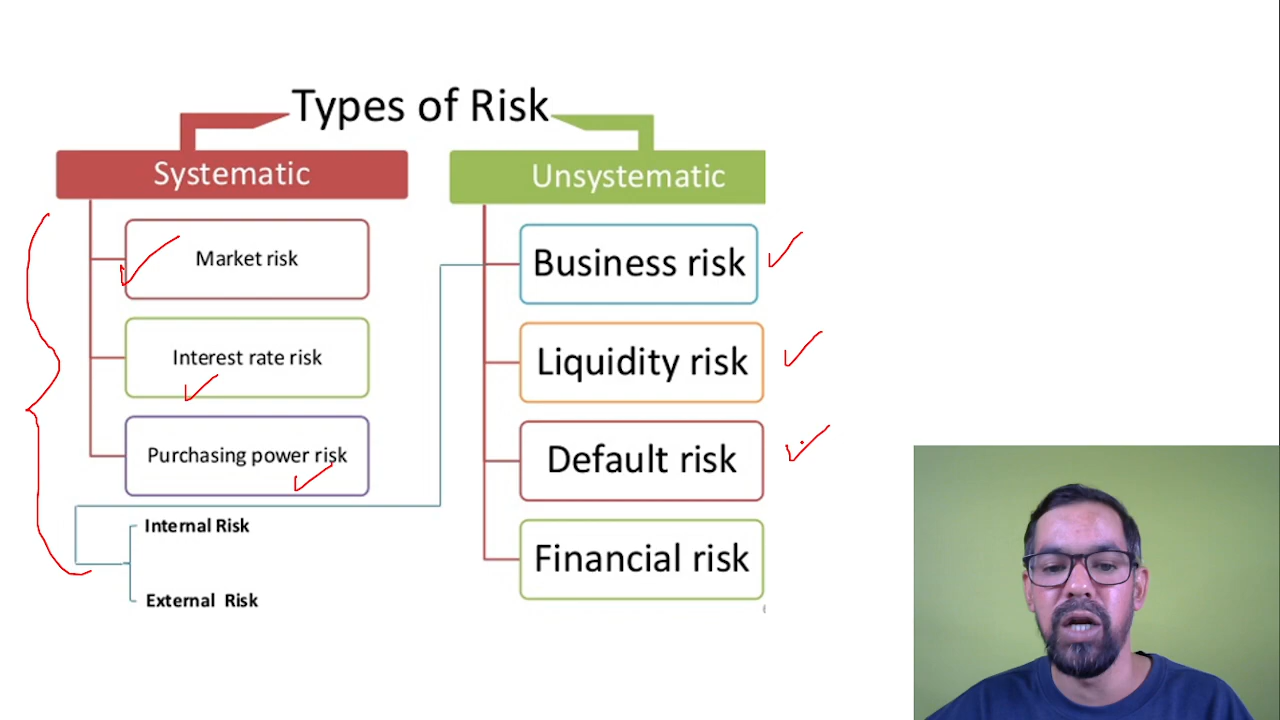 Types of Risk
Systematic
Market risk
Interest rate risk
Purchasing power risk
Internal Risk
External Risk
Unsystematic
Business risk
Liquidity risk
Default risk
Financial risk